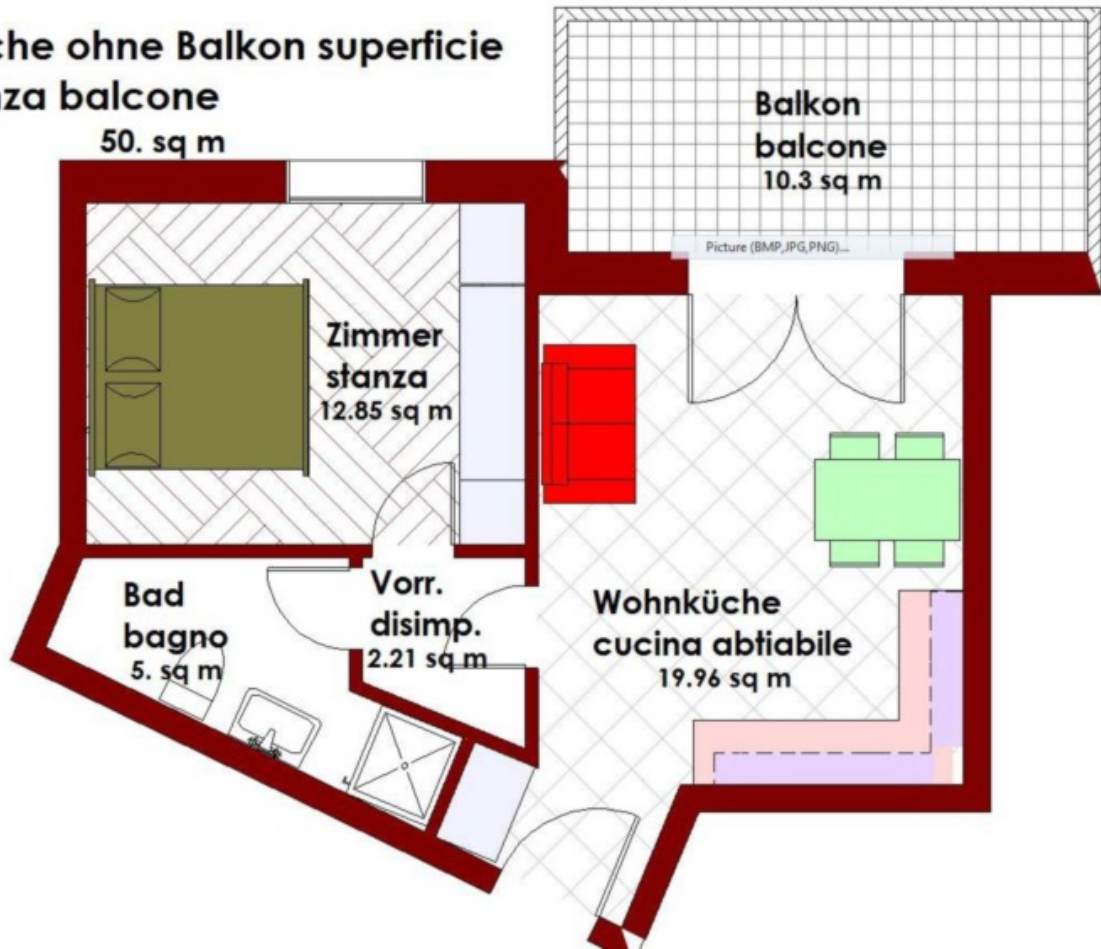 che ohne Balkon superficie
nza balcone
50. sq m
Balkon
balcone
10.3 sq m
Picture (BMP,JPG,PNG)...
Zimmer
stanza
12.85 sq m
Bad
bagno
5. sq m
Vorr.
disimp.
2.21 sq m
Wohnküche
cucina abtiabile
19.96 sq m